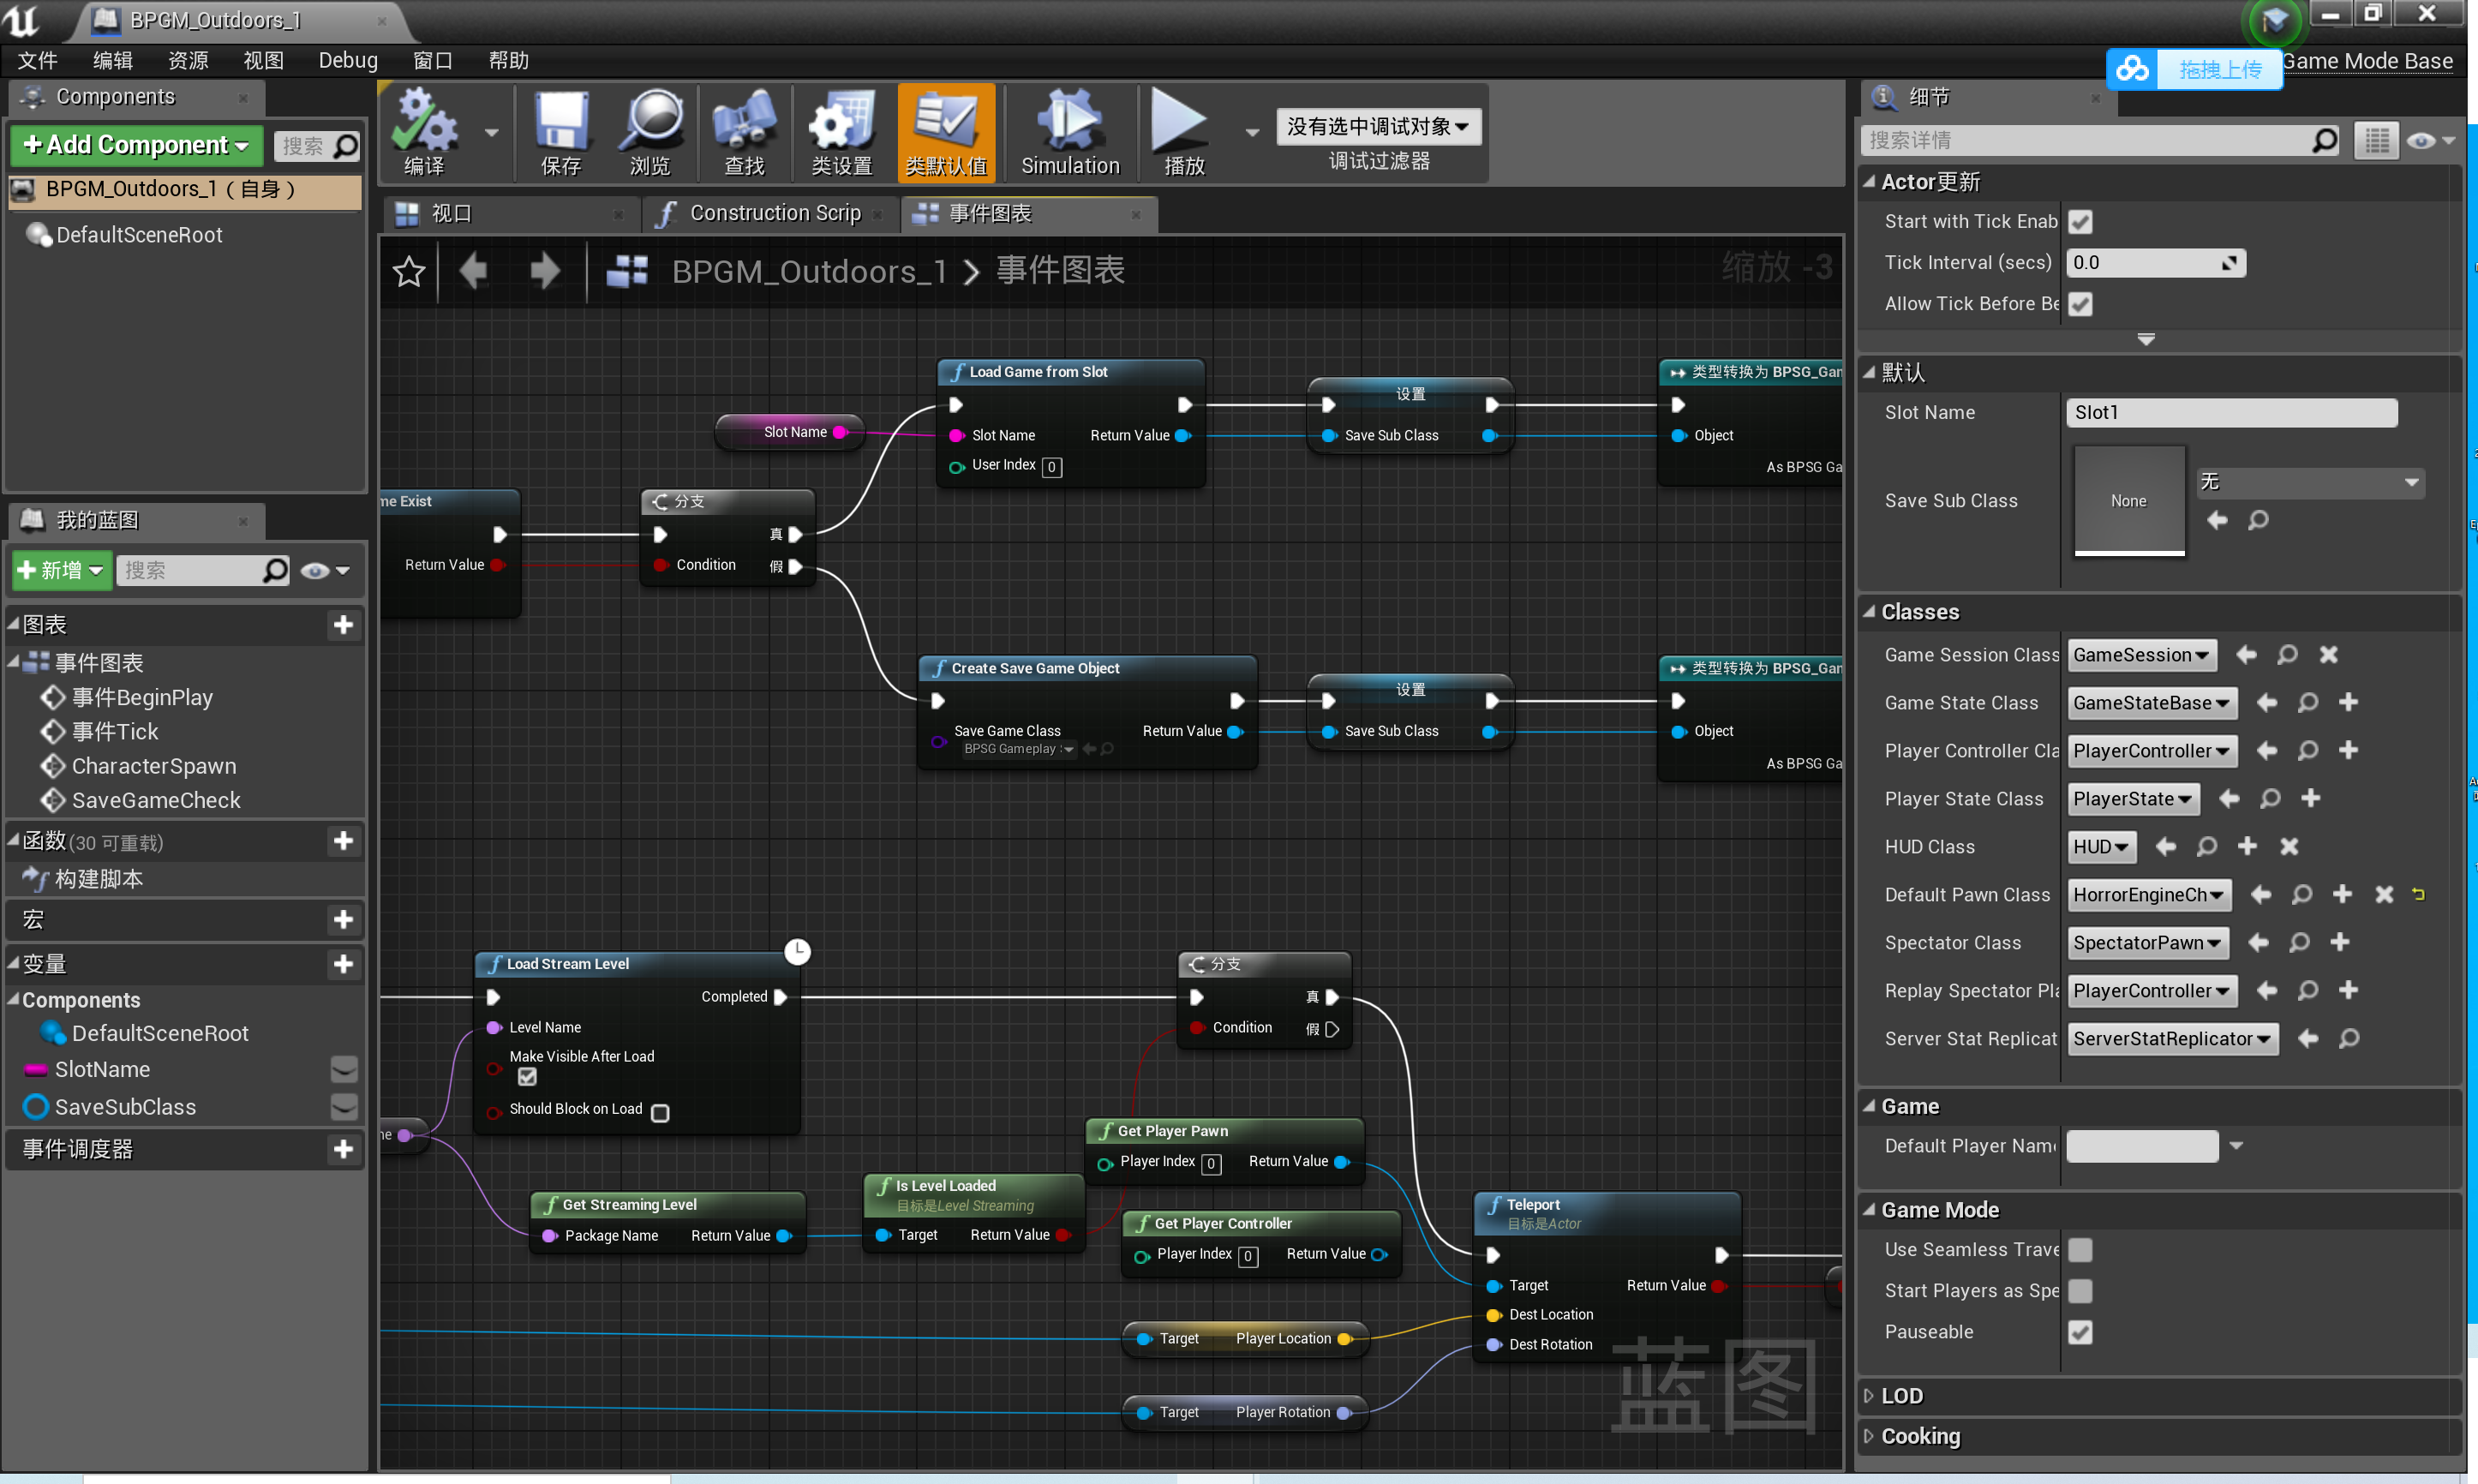 BPGM_Outdoors_1
文件 编辑 资源 视图 Debug 窗口 帮助
拖拽上传
Game Mode Base
Components
+Add Component
搜索
BPGM_Outdoors_1（自身）
DefaultSceneRoot
我的蓝图
新增
搜索
图表
事件图表
事件BeginPlay
事件Tick
CharacterSpawn
SaveGameCheck
函数(30 可重载)
构建脚本
宏
变量
Components
DefaultSceneRoot
SlotName
SaveSubClass
事件调度器
编译
保存
浏览
查找
类设置
类默认值
Simulation
播放
没有选中调试对象
调试过滤器
视口
Construction Scrip
事件图表
BPGM_Outdoors_1 > 事件图表
缩放 -3
Load Game from Slot
Slot Name
Return Value
User Index 0
Slot Name
设置
Save Sub Class
类型转换为 BPSG_Gam
Object
As BPSG Ga
me Exist
Return Value
分支
真
Condition
假
Create Save Game Object
Save Game Class
BPSG Gameplay
Return Value
设置
Save Sub Class
类型转换为 BPSG_Gam
Object
As BPSG Ga
Load Stream Level
Completed
Level Name
Make Visible After Load
Should Block on Load
ne
分支
真
Condition
假
Get Player Pawn
Player Index 0
Return Value
Get Streaming Level
Package Name
Return Value
Is Level Loaded
目标是Level Streaming
Target
Return Value
Get Player Controller
Player Index 0
Return Value
Teleport
目标是Actor
Target
Return Value
Dest Location
Dest Rotation
Target
Player Location
Target
Player Rotation
蓝图
细节
搜索详情
Actor更新
Start with Tick Enab
Tick Interval (secs) 0.0
Allow Tick Before Be
默认
Slot Name Slot1
Save Sub Class None 无
Classes
Game Session Class GameSession
Game State Class GameStateBase
Player Controller Cla PlayerController
Player State Class PlayerState
HUD Class HUD
Default Pawn Class HorrorEngineCh
Spectator Class SpectatorPawn
Replay Spectator Pla PlayerController
Server Stat Replicat ServerStatReplicator
Game
Default Player Name
Game Mode
Use Seamless Trave
Start Players as Spe
Pauseable
LOD
Cooking